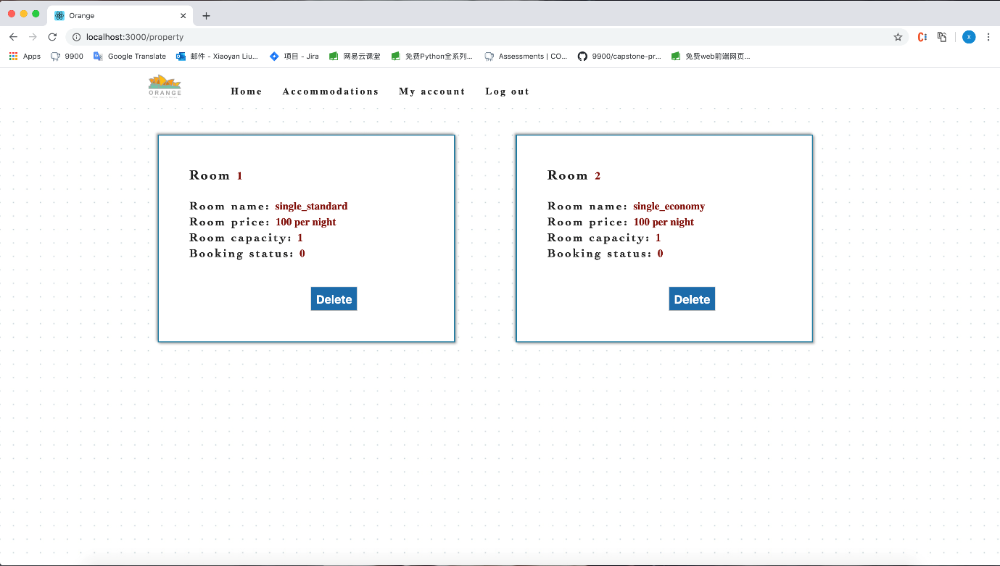 Orange
localhost:3000/property
Apps 9900 Google Translate 邮件 - Xiaoyan Liu... 项目 - Jira 网易云课堂 免费Python全系列... Assessments | CO... 9900/capstone-pr... 免费web前端网页...
ORANGE
Home Accommodations My account Log out
Room 1
Room name: single_standard
Room price: 100 per night
Room capacity: 1
Booking status: 0
Delete
Room 2
Room name: single_economy
Room price: 100 per night
Room capacity: 1
Booking status: 0
Delete